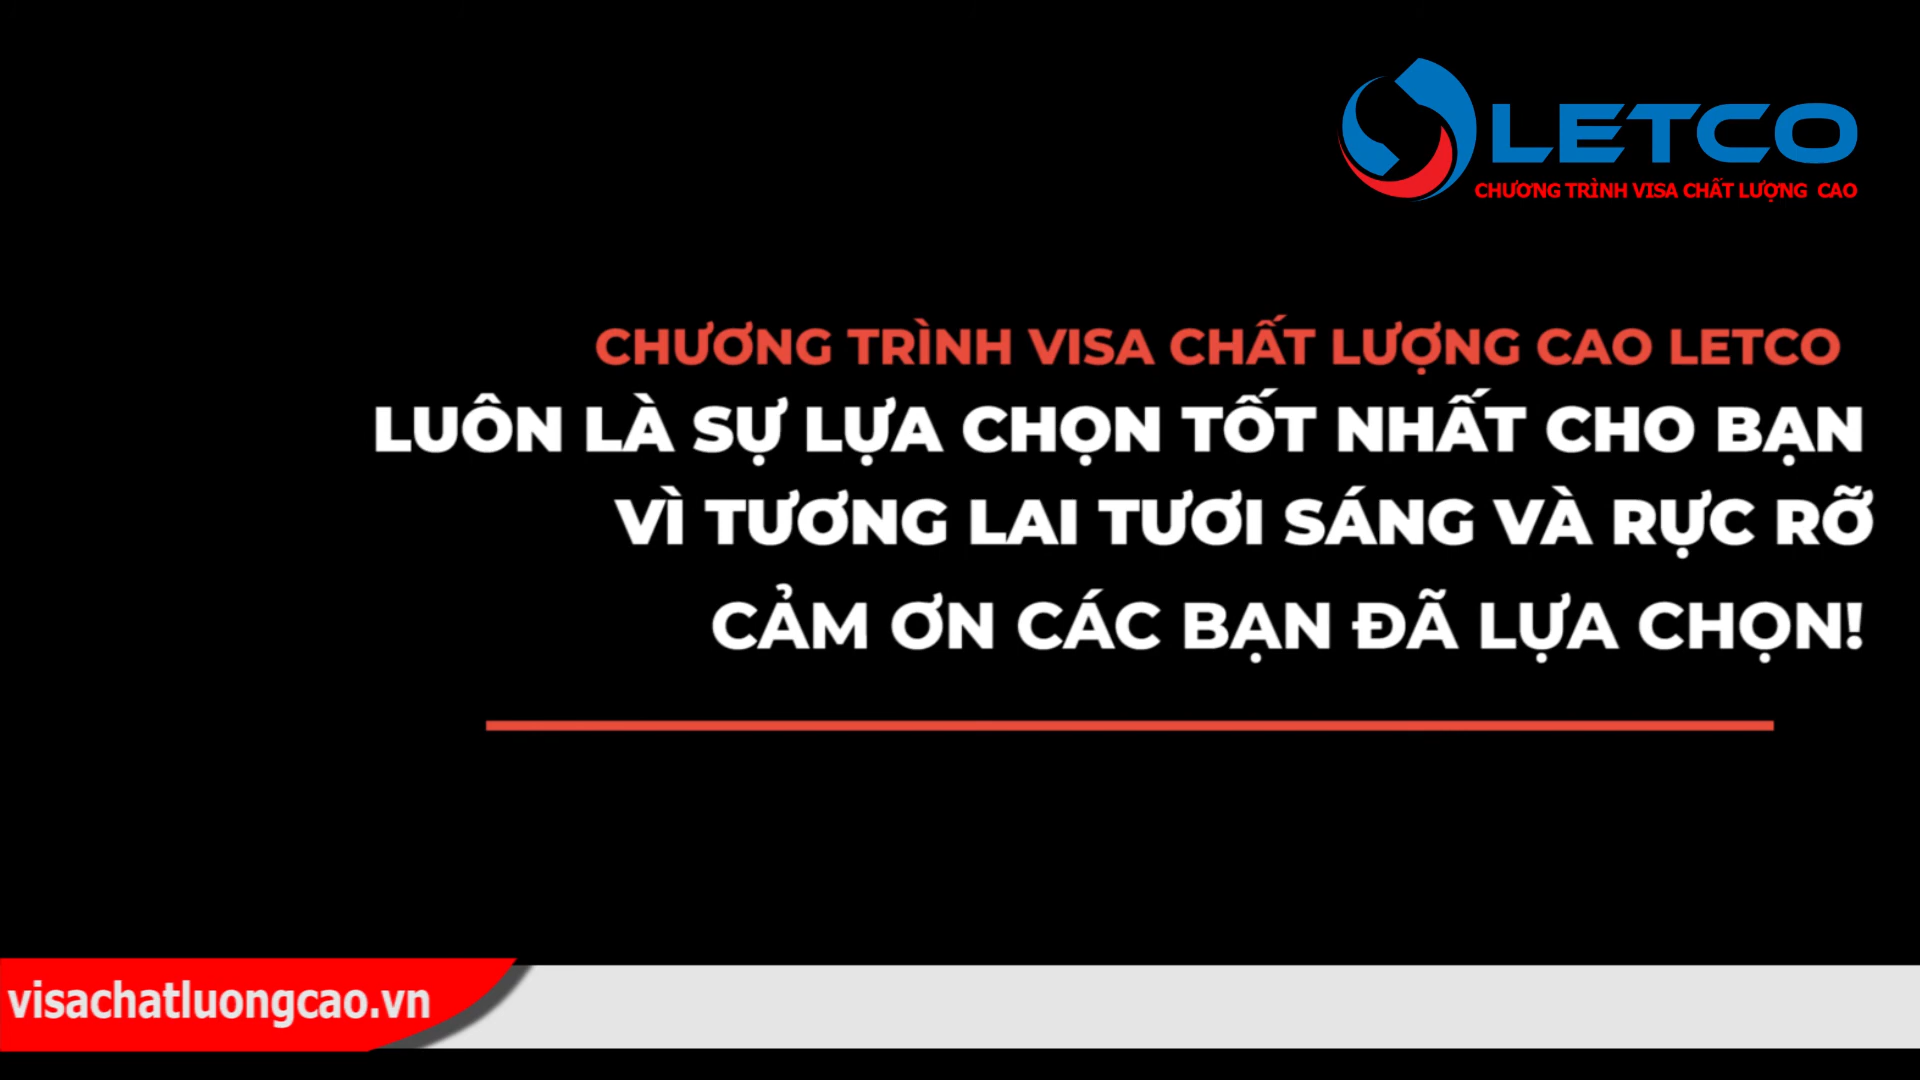 LETCO
CHƯƠNG TRÌNH VISA CHẤT LƯỢNG CAO
CHƯƠNG TRÌNH VISA CHẤT LƯỢNG CAO LETCO
LUÔN LÀ SỰ LỰA CHỌN TỐT NHẤT CHO BẠN
VÌ TƯƠNG LAI TƯƠI SÁNG VÀ RỰC RỠ
CẢM ƠN CÁC BẠN ĐÃ LỰA CHỌN!
visachatluongcao.vn